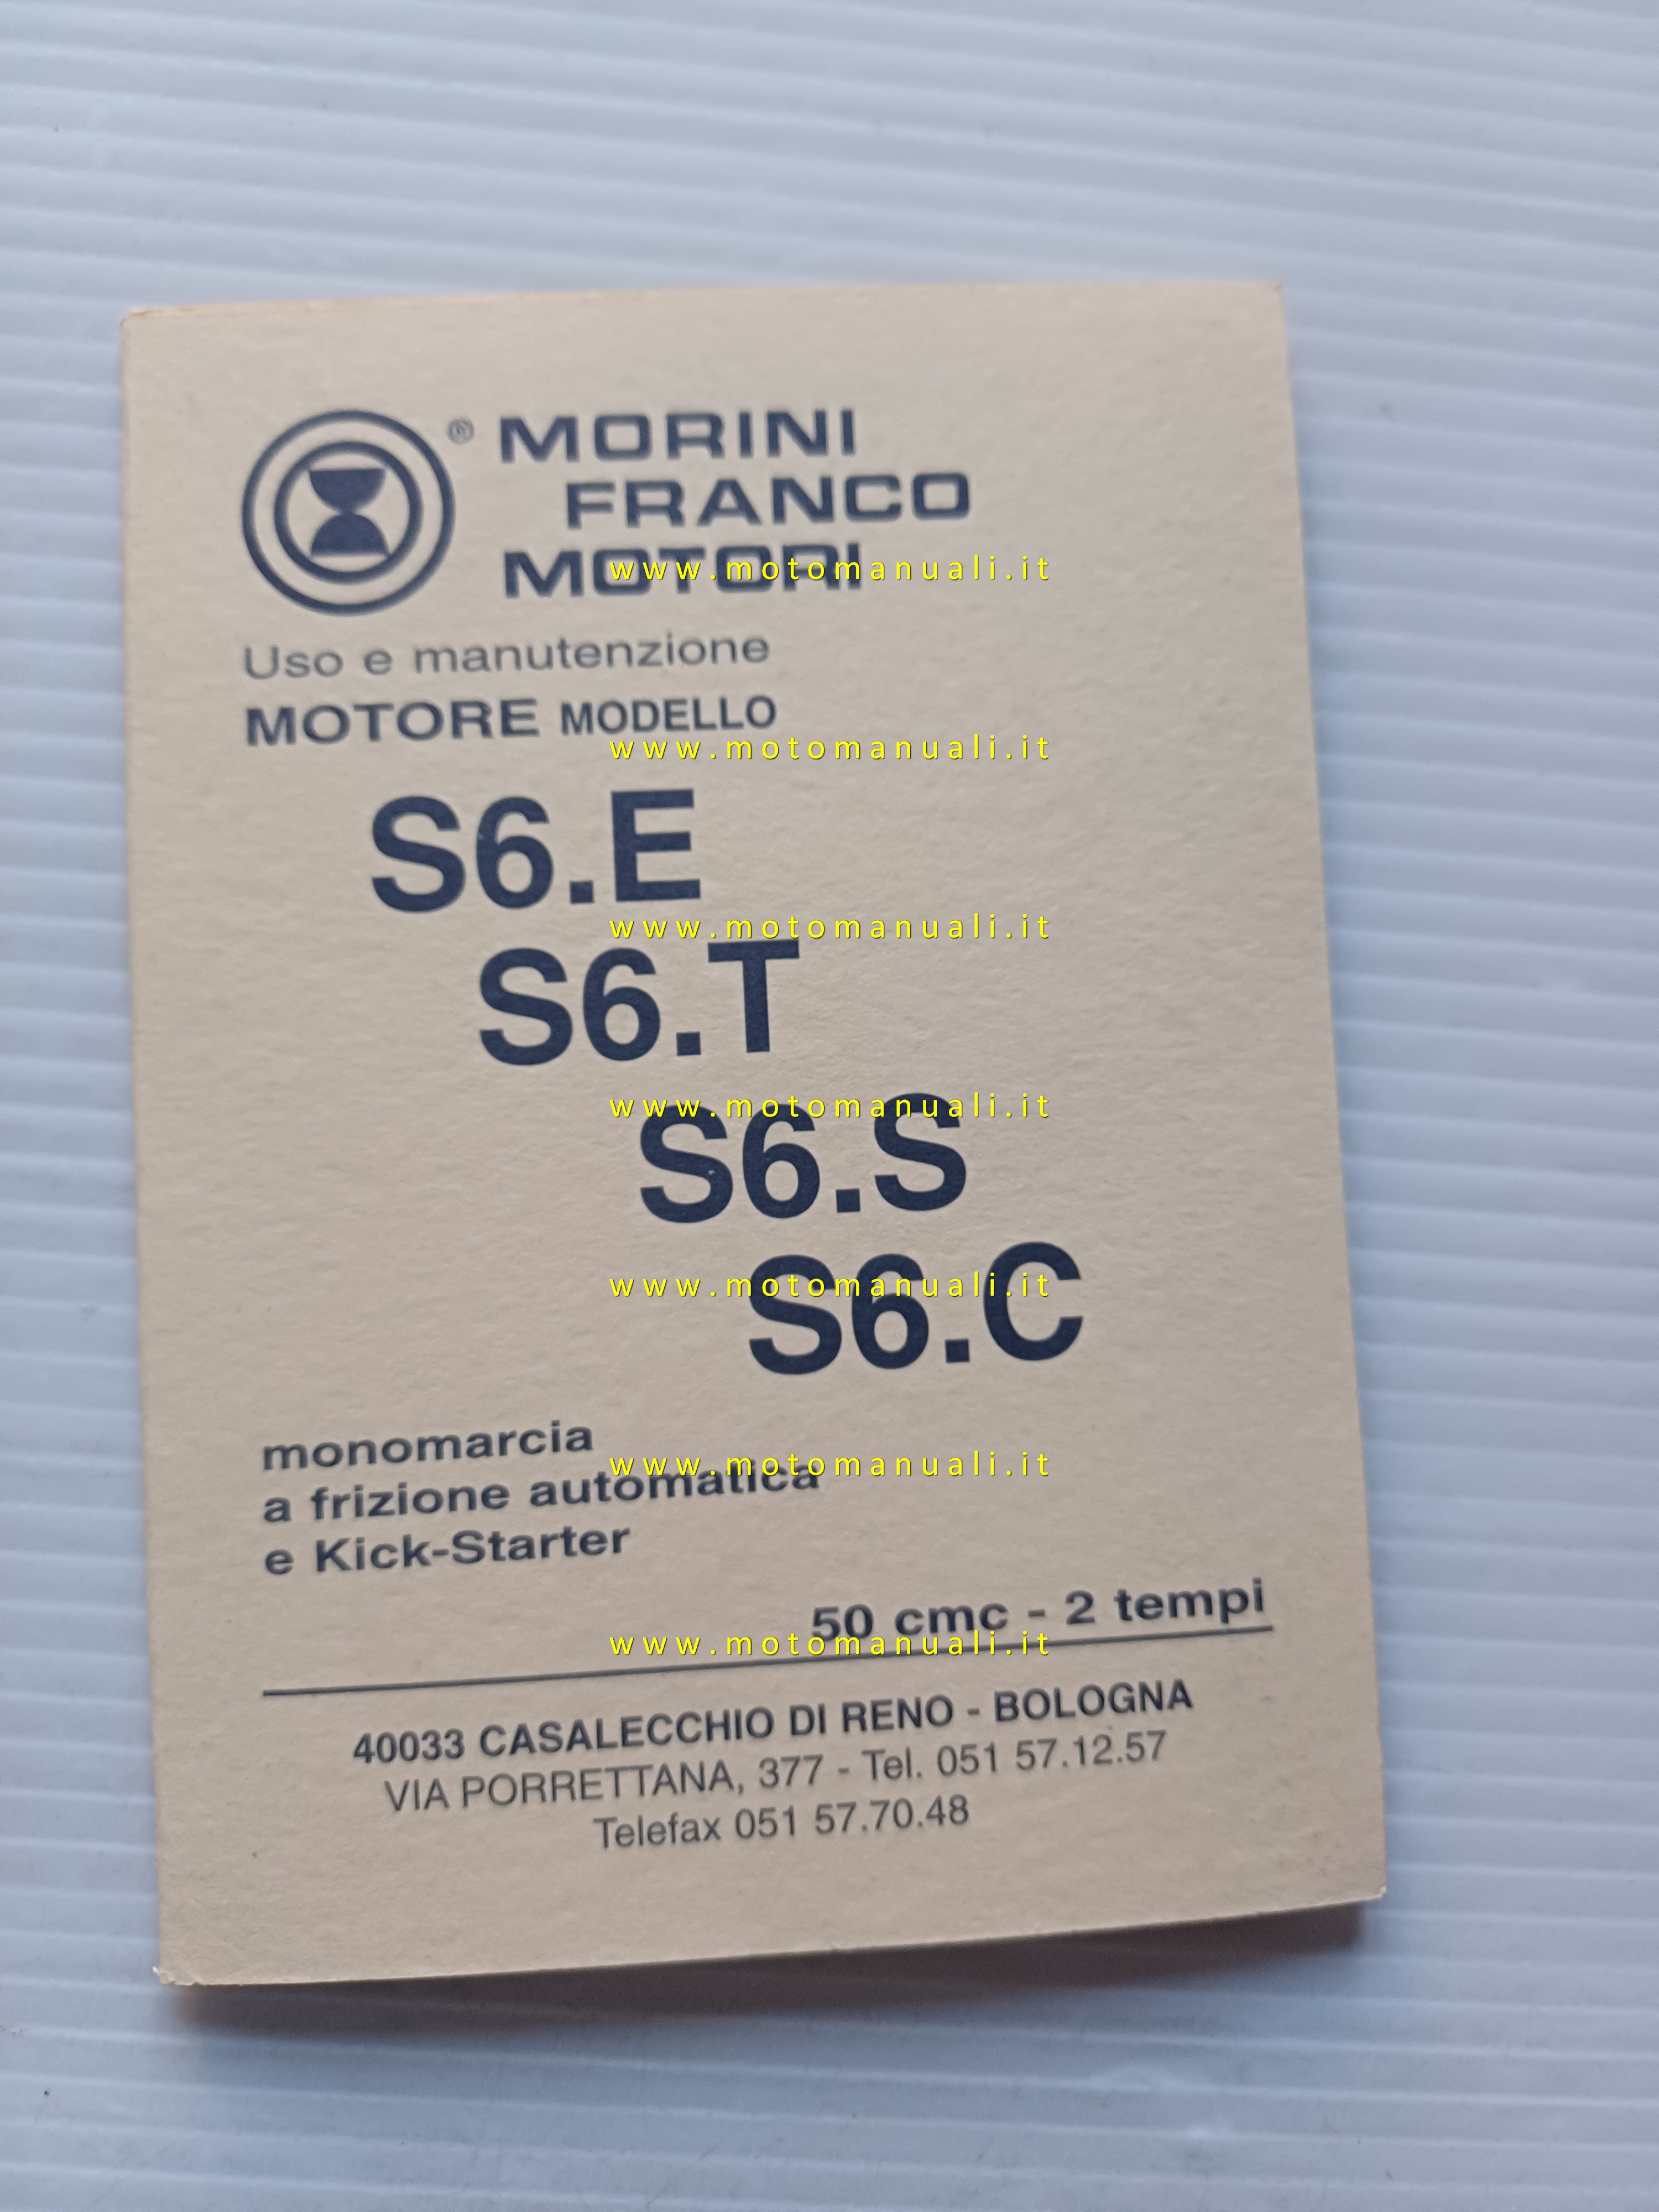 ® MORINI
FRANCO
MOTORI
www.motomanuali.it
Uso e manutenzione
MOTORE MODELLO
www.motomanuali.it
S6.E
www.motomanuali.it
S6.T
www.motomanuali.it
S6.S
www.motomanuali.it
S6.C
monomarcia
www.motomanuali.it
a frizione automatica
e Kick-Starter
50 cmc - 2 tempi
www.motomanuali.it
40033 CASALECCHIO DI RENO - BOLOGNA
VIA PORRETTANA, 377 - Tel. 051 57.12.57
Telefax 051 57.70.48